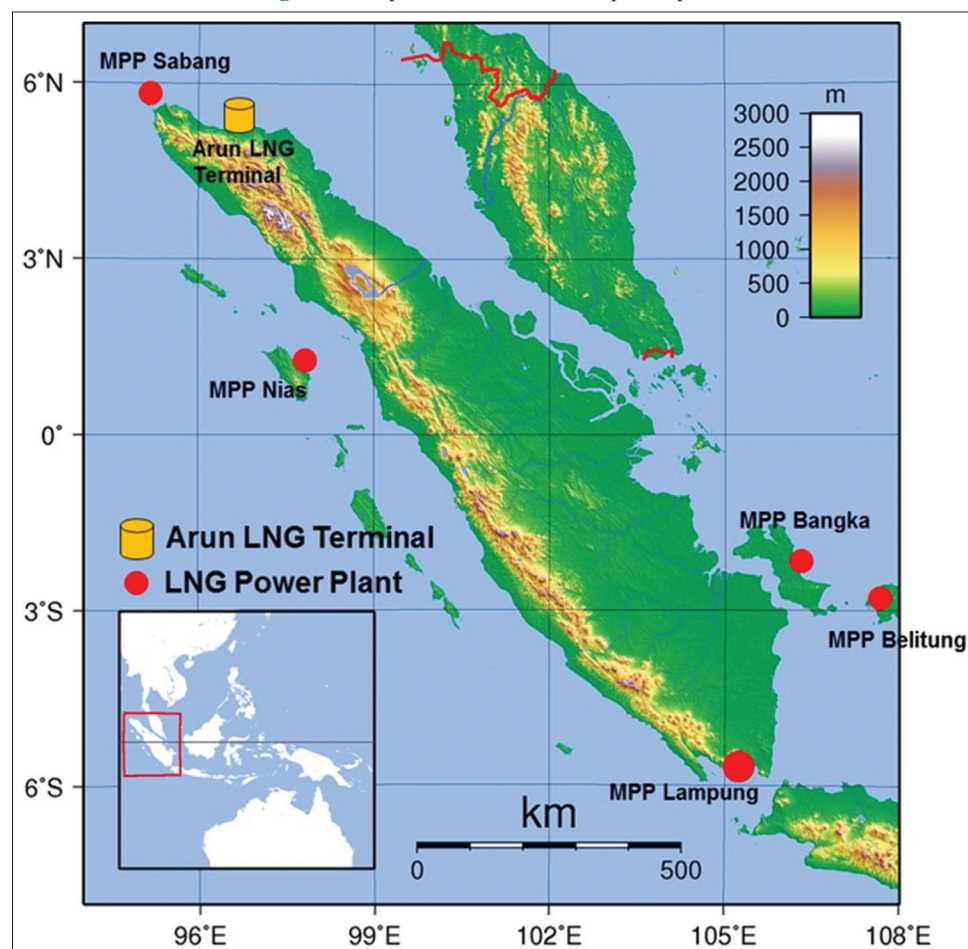 MPP Sabang
6˚N
Arun LNG
Terminal
m
3000
2500
2000
1500
1000
500
0
3˚N
MPP Nias
0˚
MPP Bangka
Arun LNG Terminal
LNG Power Plant
3˚S
MPP Belitung
MPP Lampung
6˚S
km
0
500
96˚E
99˚E
102˚E
105˚E
108˚E